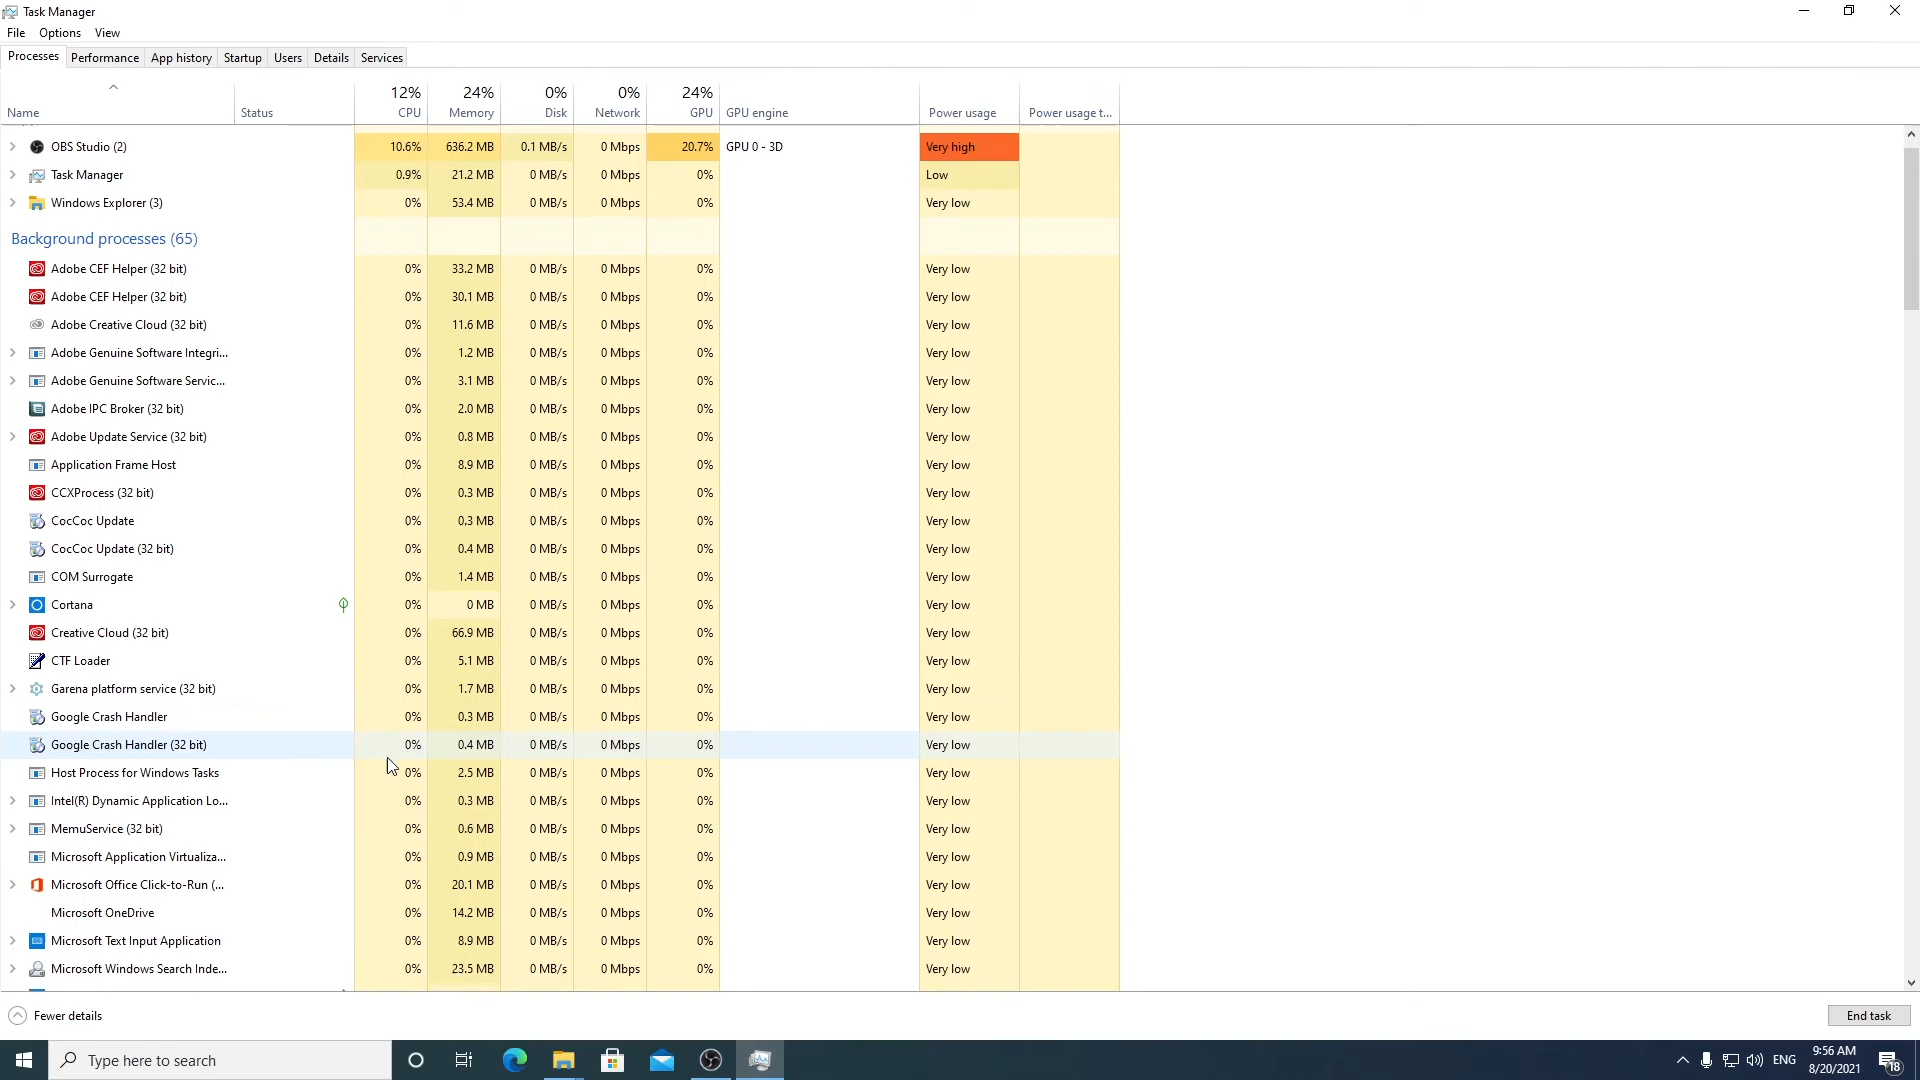 Task Manager
File Options View
Processes Performance App history Startup Users Details Services
12% 24% 0% 0% 24%
Name Status CPU Memory Disk Network GPU GPU engine Power usage Power usage t...
OBS Studio (2) 10.6% 636.2 MB 0.1 MB/s 0 Mbps 20.7% GPU 0 - 3D Very high
Task Manager 0.9% 21.2 MB 0 MB/s 0 Mbps 0% Low
Windows Explorer (3) 0% 53.4 MB 0 MB/s 0 Mbps 0% Very low
Background processes (65)
Adobe CEF Helper (32 bit) 0% 33.2 MB 0 MB/s 0 Mbps 0% Very low
Adobe CEF Helper (32 bit) 0% 30.1 MB 0 MB/s 0 Mbps 0% Very low
Adobe Creative Cloud (32 bit) 0% 11.6 MB 0 MB/s 0 Mbps 0% Very low
Adobe Genuine Software Integri... 0% 1.2 MB 0 MB/s 0 Mbps 0% Very low
Adobe Genuine Software Servic... 0% 3.1 MB 0 MB/s 0 Mbps 0% Very low
Adobe IPC Broker (32 bit) 0% 2.0 MB 0 MB/s 0 Mbps 0% Very low
Adobe Update Service (32 bit) 0% 0.8 MB 0 MB/s 0 Mbps 0% Very low
Application Frame Host 0% 8.9 MB 0 MB/s 0 Mbps 0% Very low
CCXProcess (32 bit) 0% 0.3 MB 0 MB/s 0 Mbps 0% Very low
CocCoc Update 0% 0.3 MB 0 MB/s 0 Mbps 0% Very low
CocCoc Update (32 bit) 0% 0.4 MB 0 MB/s 0 Mbps 0% Very low
COM Surrogate 0% 1.4 MB 0 MB/s 0 Mbps 0% Very low
Cortana 0% 0 MB 0 MB/s 0 Mbps 0% Very low
Creative Cloud (32 bit) 0% 66.9 MB 0 MB/s 0 Mbps 0% Very low
CTF Loader 0% 5.1 MB 0 MB/s 0 Mbps 0% Very low
Garena platform service (32 bit) 0% 1.7 MB 0 MB/s 0 Mbps 0% Very low
Google Crash Handler 0% 0.3 MB 0 MB/s 0 Mbps 0% Very low
Google Crash Handler (32 bit) 0% 0.4 MB 0 MB/s 0 Mbps 0% Very low
Host Process for Windows Tasks 0% 2.5 MB 0 MB/s 0 Mbps 0% Very low
Intel(R) Dynamic Application Lo... 0% 0.3 MB 0 MB/s 0 Mbps 0% Very low
MemuService (32 bit) 0% 0.6 MB 0 MB/s 0 Mbps 0% Very low
Microsoft Application Virtualiza... 0% 0.9 MB 0 MB/s 0 Mbps 0% Very low
Microsoft Office Click-to-Run (... 0% 20.1 MB 0 MB/s 0 Mbps 0% Very low
Microsoft OneDrive 0% 14.2 MB 0 MB/s 0 Mbps 0% Very low
Microsoft Text Input Application 0% 8.9 MB 0 MB/s 0 Mbps 0% Very low
Microsoft Windows Search Inde... 0% 23.5 MB 0 MB/s 0 Mbps 0% Very low
Fewer details End task
Type here to search ENG 9:56 AM
8/20/2021 18